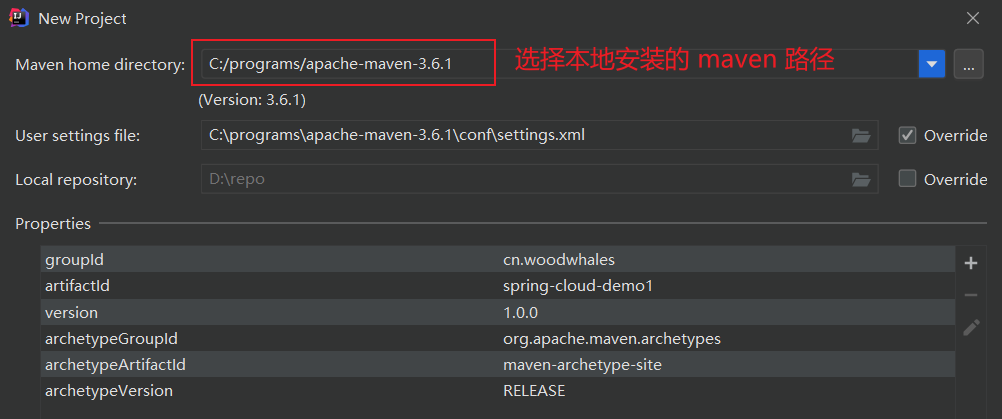 New Project
Maven home directory: C:/programs/apache-maven-3.6.1 选择本地安装的 maven 路径 ...
(Version: 3.6.1)
User settings file: C:\programs\apache-maven-3.6.1\conf\settings.xml Override
Local repository: D:\repo Override
Properties
groupId cn.woodwhales
artifactId spring-cloud-demo1
version 1.0.0
archetypeGroupId org.apache.maven.archetypes
archetypeArtifactId maven-archetype-site
archetypeVersion RELEASE